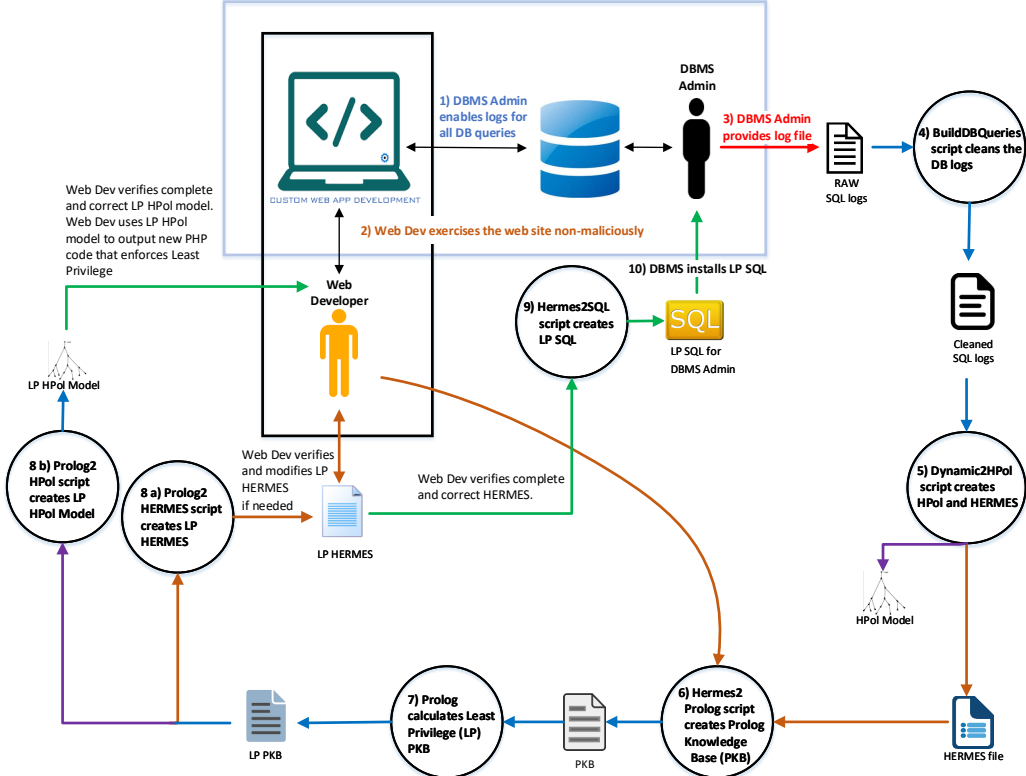 DBMS
Admin
1) DBMS Admin
enables logs for
all DB queries
3) DBMS Admin
provides log file
4) BuildDBQueries
script cleans the
DB logs
RAW
SQL logs
CUSTOM WEB APP DEVELOPMENT
Web Dev verifies complete
and correct LP HPol model.
Web Dev uses LP HPol
model to output new PHP
code that enforces Least
Privilege
2) Web Dev exercises the web site non-maliciously
10) DBMS installs LP SQL
Web
Developer
9) Hermes2SQL
script creates
LP SQL
SQL
LP SQL for
DBMS Admin
Cleaned
SQL logs
LP HPol Model
8 b) Prolog2
HPol script
creates LP
HPol Model
8 a) Prolog2
HERMES script
creates LP
HERMES
Web Dev verifies
and modifies LP
HERMES
if needed
Web Dev verifies complete
and correct HERMES.
LP HERMES
5) Dynamic2HPol
script creates
HPol and HERMES
HPol Model
6) Hermes2
Prolog script
creates Prolog
Knowledge
Base (PKB)
7) Prolog
calculates Least
Privilege (LP)
PKB
LP PKB
PKB
HERMES file